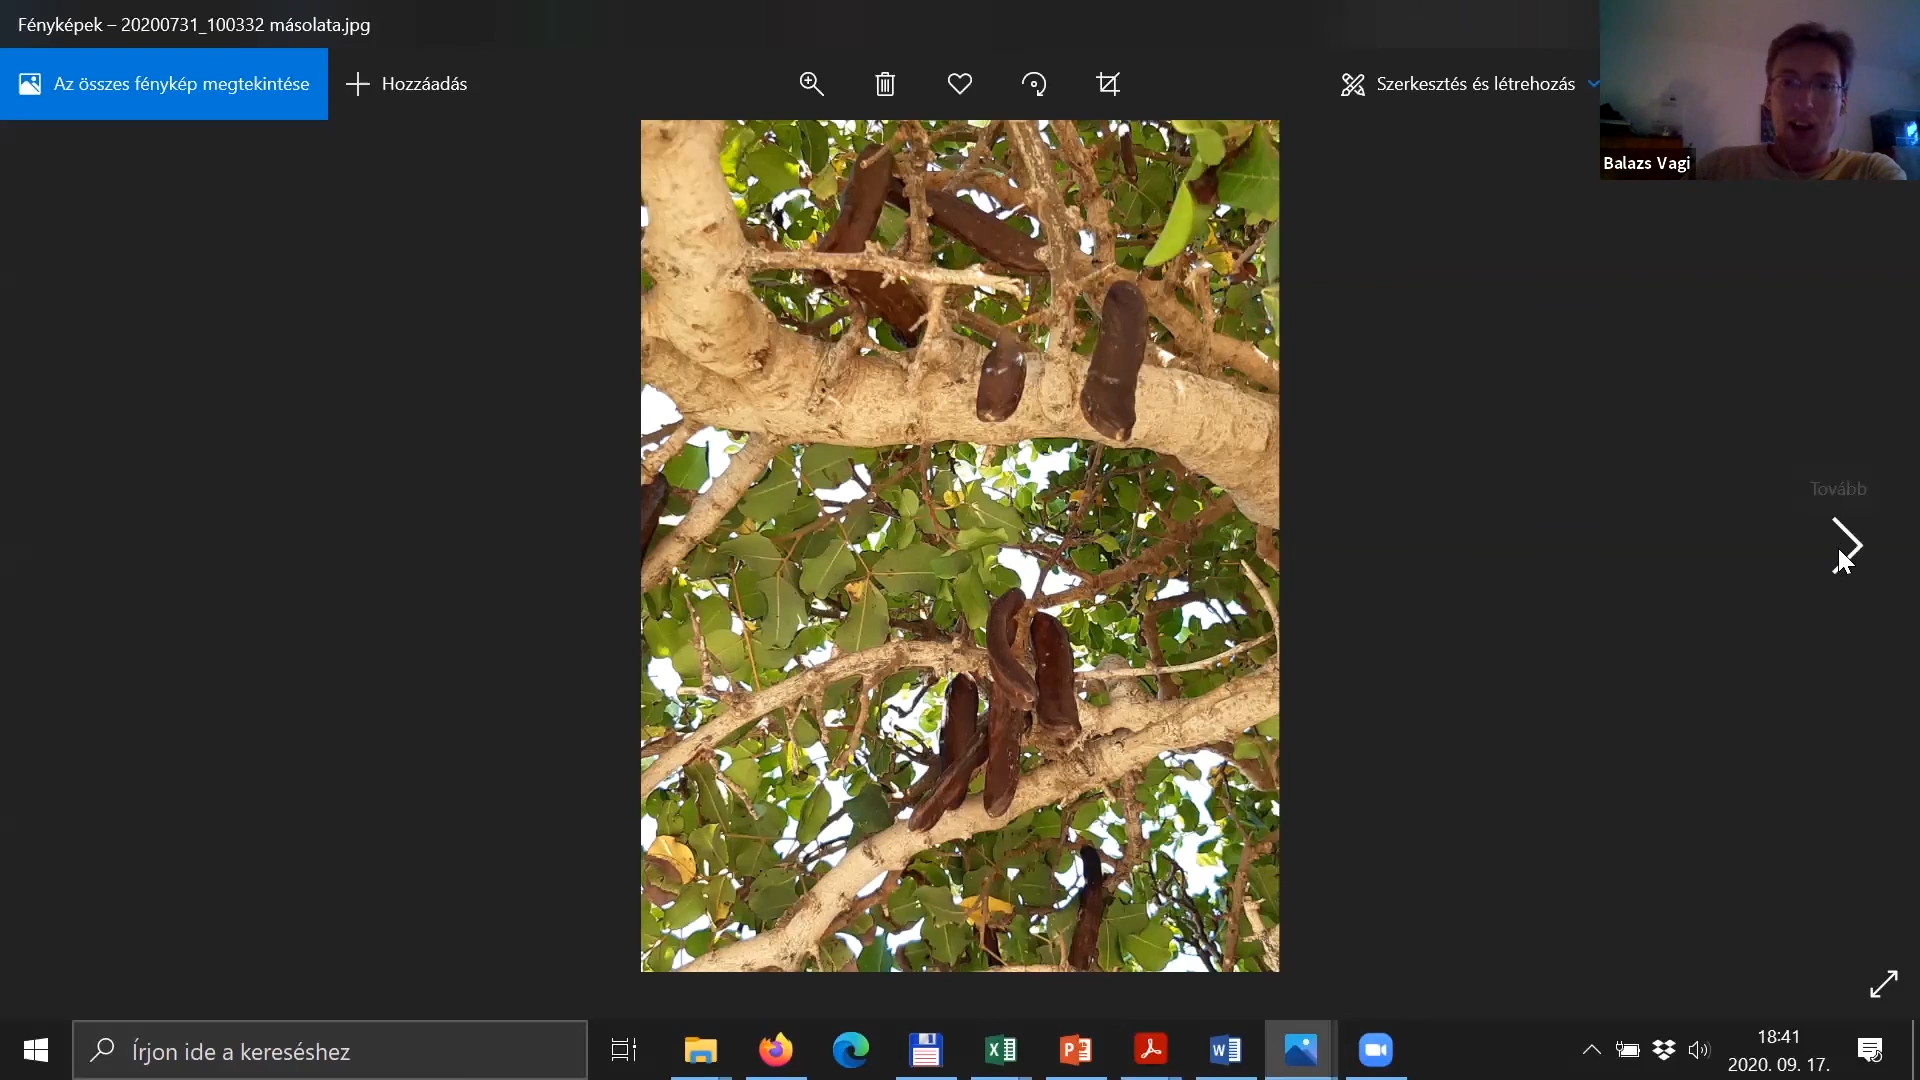 Fényképek – 20200731_100332 másolata.jpg
Az összes fénykép megtekintése
Hozzáadás
Szerkesztés és létrehozás
Balazs Vagi
Tovább
Írjon ide a kereséshez
18:41
2020. 09. 17.